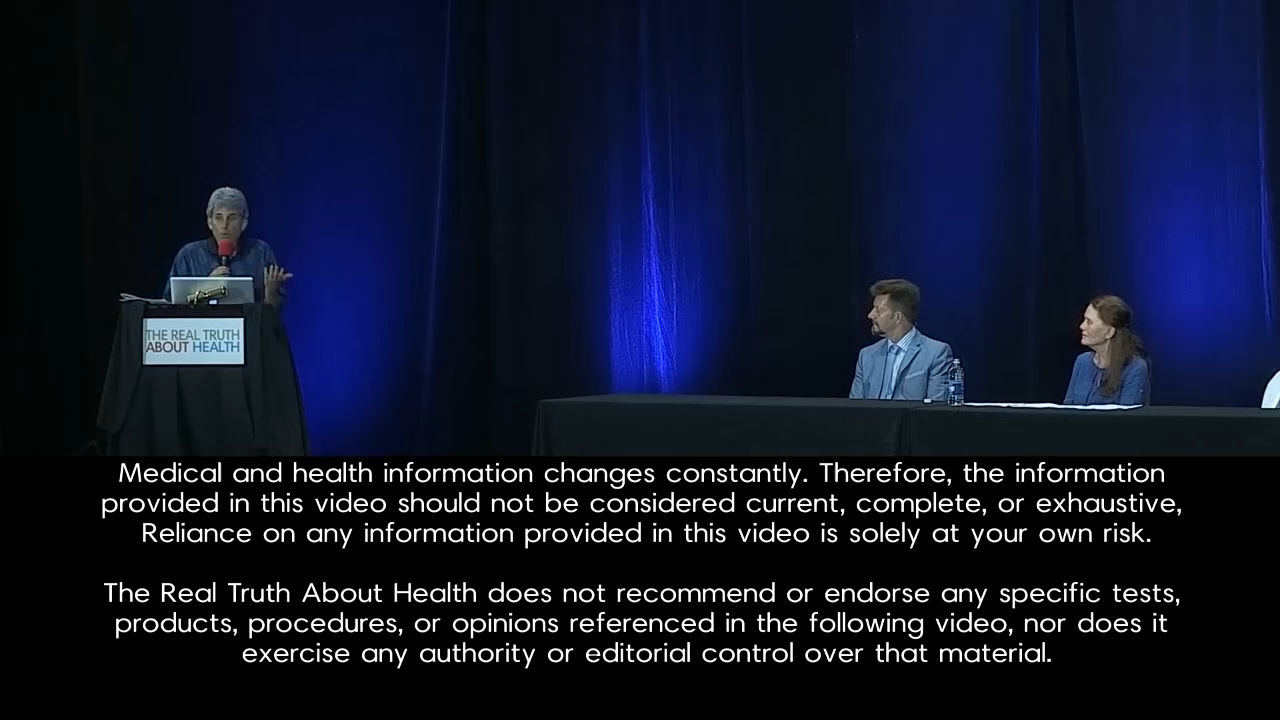 THE REAL TRUTH
ABOUT HEALTH
Medical and health information changes constantly. Therefore, the information
provided in this video should not be considered current, complete, or exhaustive,
Reliance on any information provided in this video is solely at your own risk.
The Real Truth About Health does not recommend or endorse any specific tests,
products, procedures, or opinions referenced in the following video, nor does it
exercise any authority or editorial control over that material.